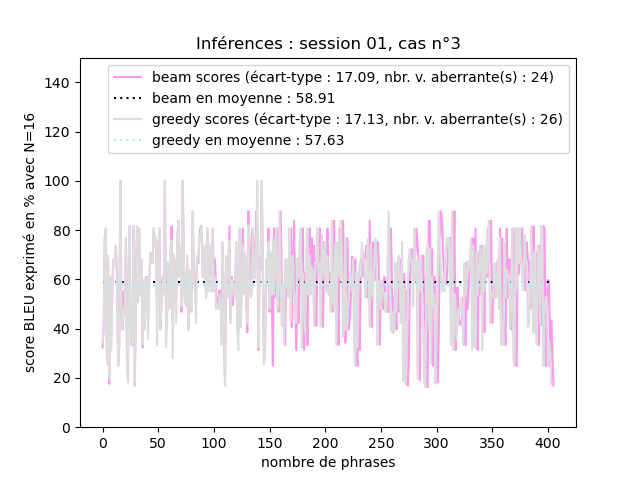 Inférences : session 01, cas n°3
beam scores (écart-type : 17.09, nbr. v. aberrante(s) : 24)
beam en moyenne : 58.91
greedy scores (écart-type : 17.13, nbr. v. aberrante(s) : 26)
greedy en moyenne : 57.63
score BLEU exprimé en % avec N=16
140
120
100
80
60
40
20
0
0 50 100 150 200 250 300 350 400
nombre de phrases